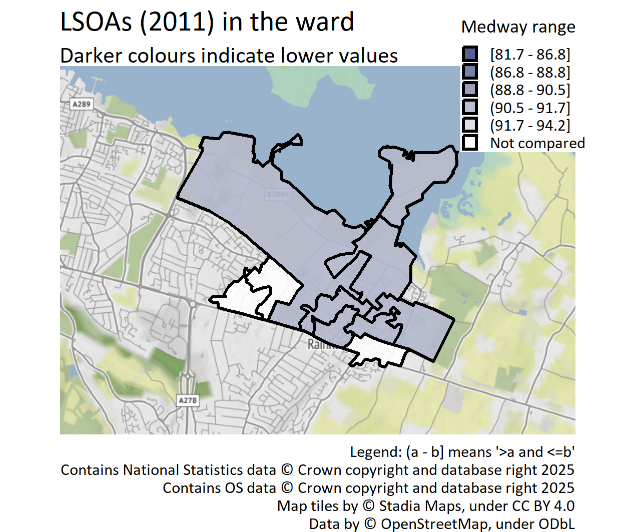 LSOAs (2011) in the ward
Darker colours indicate lower values
Medway range
[81.7 - 86.8]
(86.8 - 88.8]
(88.8 - 90.5]
(90.5 - 91.7]
(91.7 - 94.2]
Not compared
A289
A278
Legend: (a - b] means '>a and <=b'
Contains National Statistics data © Crown copyright and database right 2025
Contains OS data © Crown copyright and database right 2025
Map tiles by © Stadia Maps, under CC BY 4.0
Data by © OpenStreetMap, under ODbL